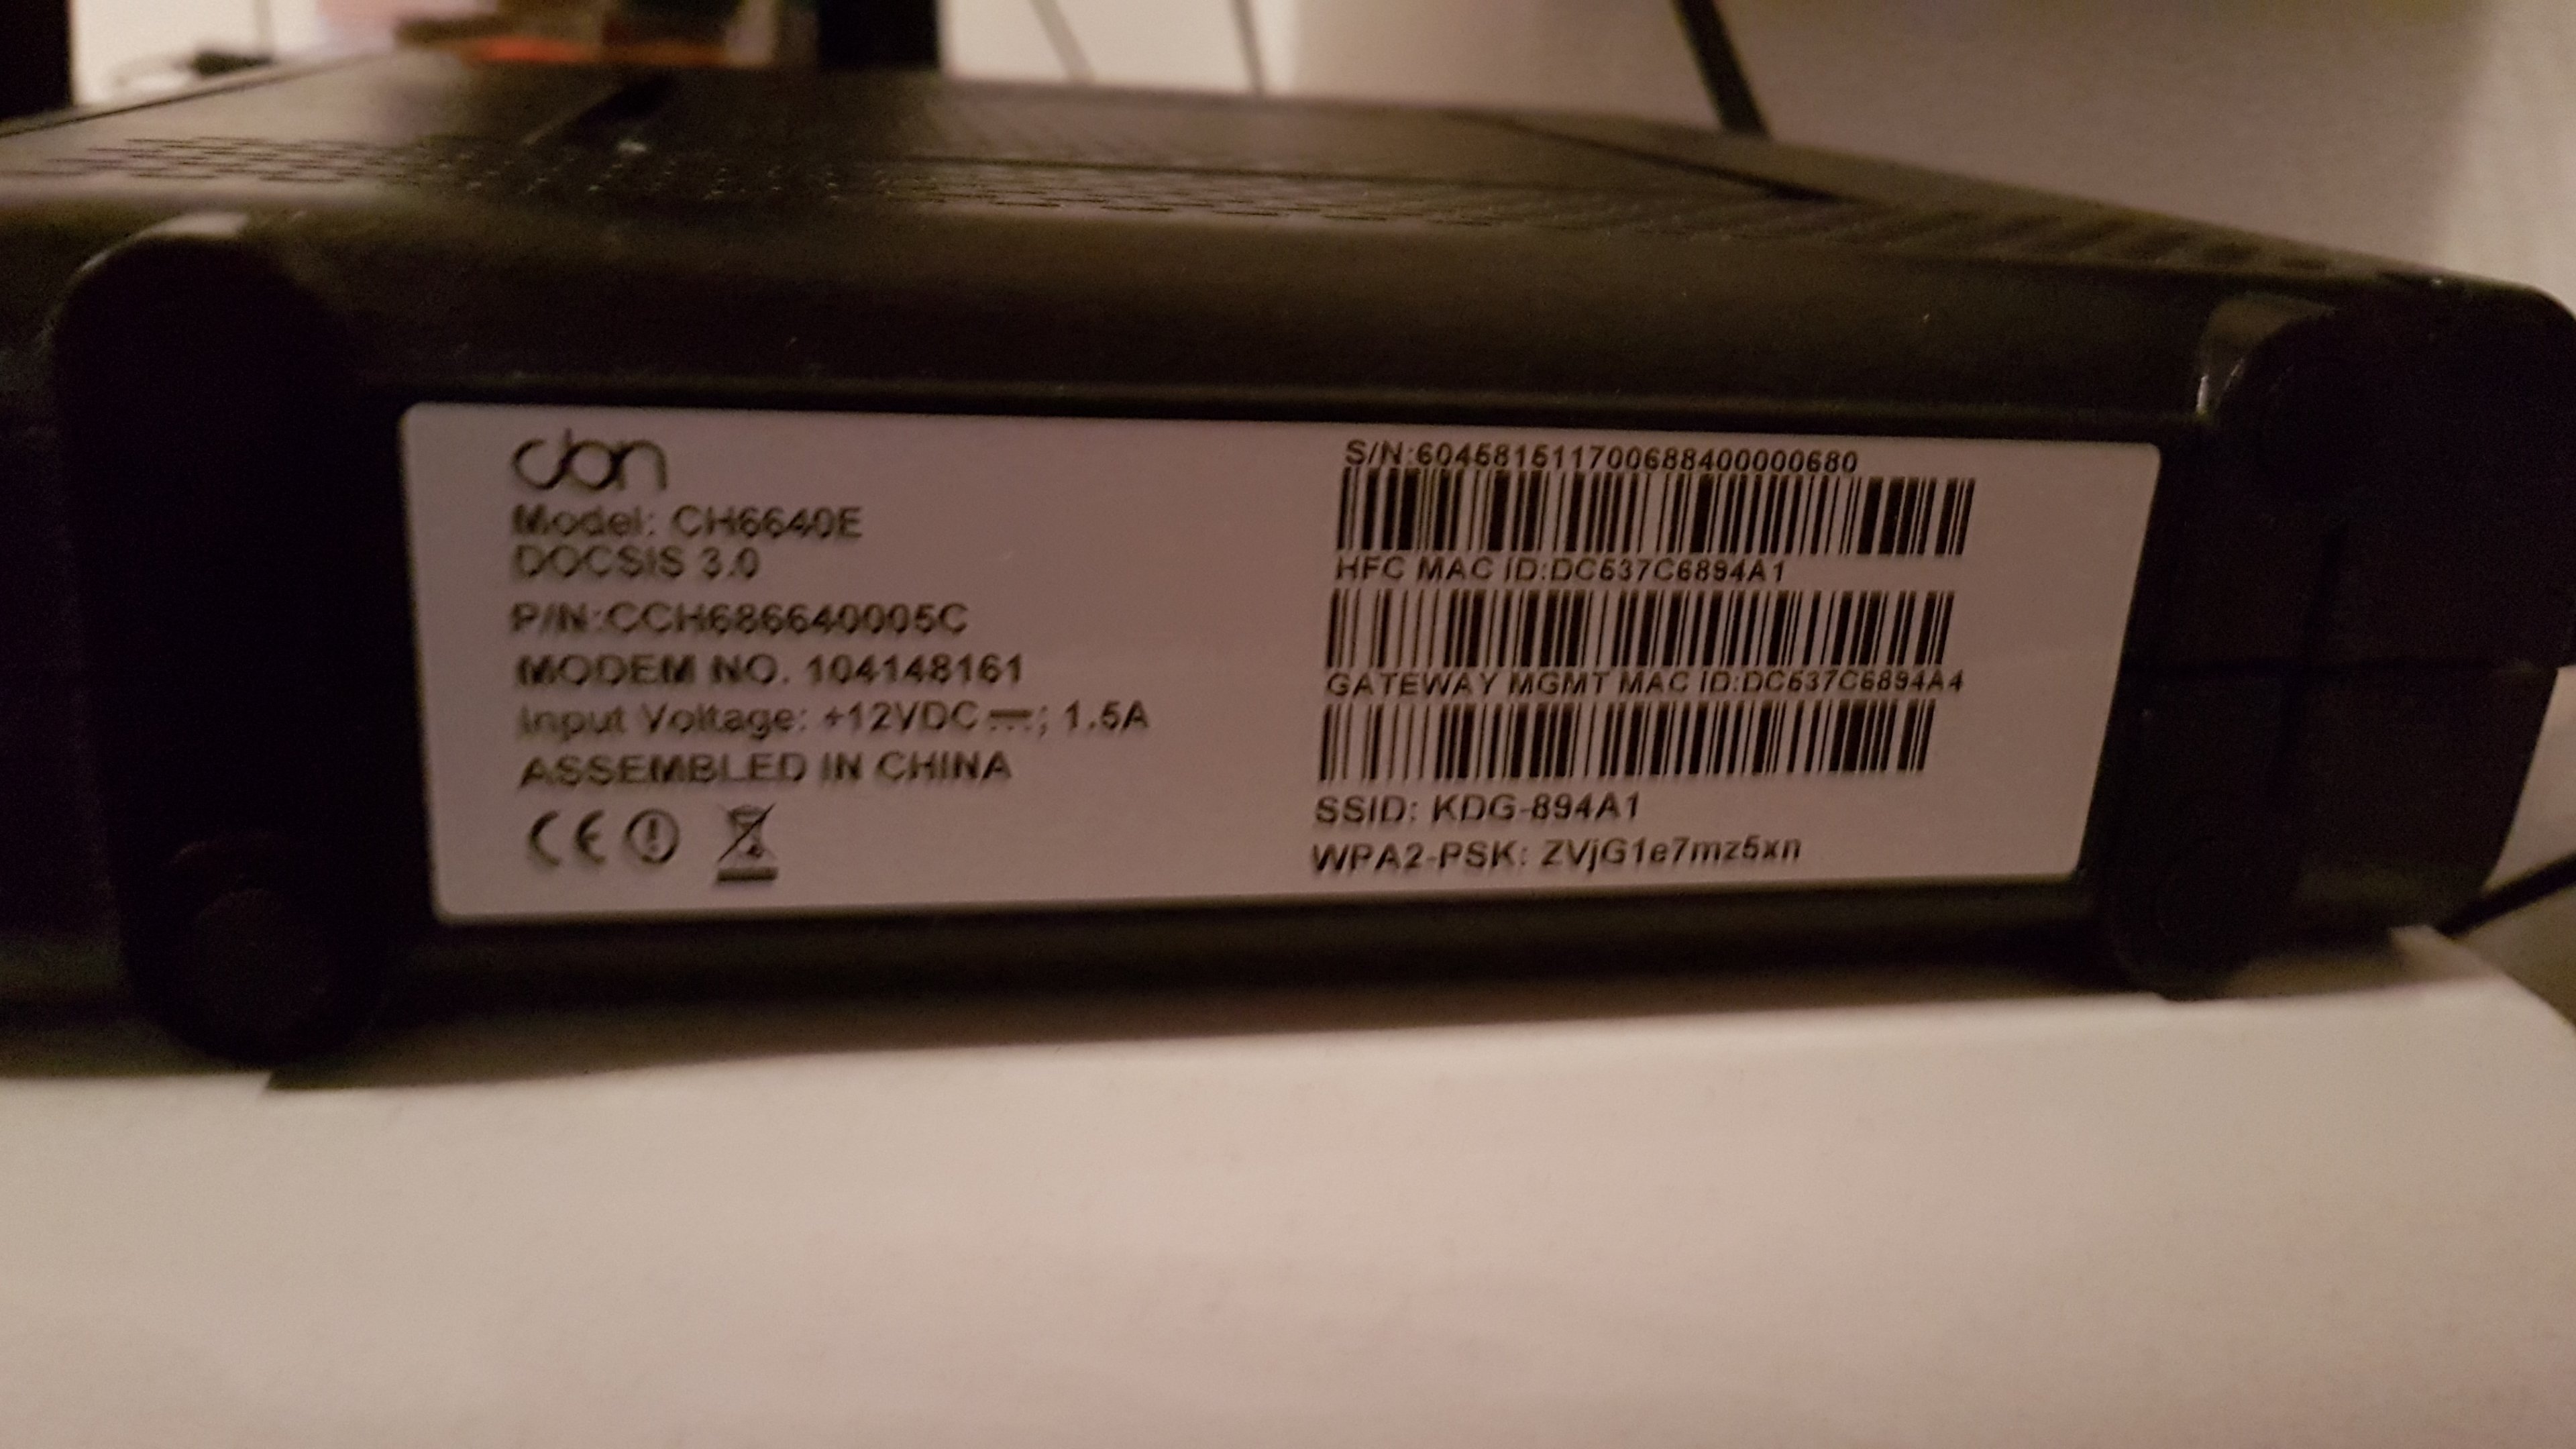 cbn
Model: CH6640E
DOCSIS 3.0
P/N:CCH686640005C
MODEM NO. 104148161
Input Voltage: +12VDC⎓; 1.5A
ASSEMBLED IN CHINA
CE
S/N:604581511700688400000680
HFC MAC ID:DC537C6894A1
GATEWAY MGMT MAC ID:DC537C6894A4
SSID: KDG-894A1
WPA2-PSK: ZVjG1e7mz5xn